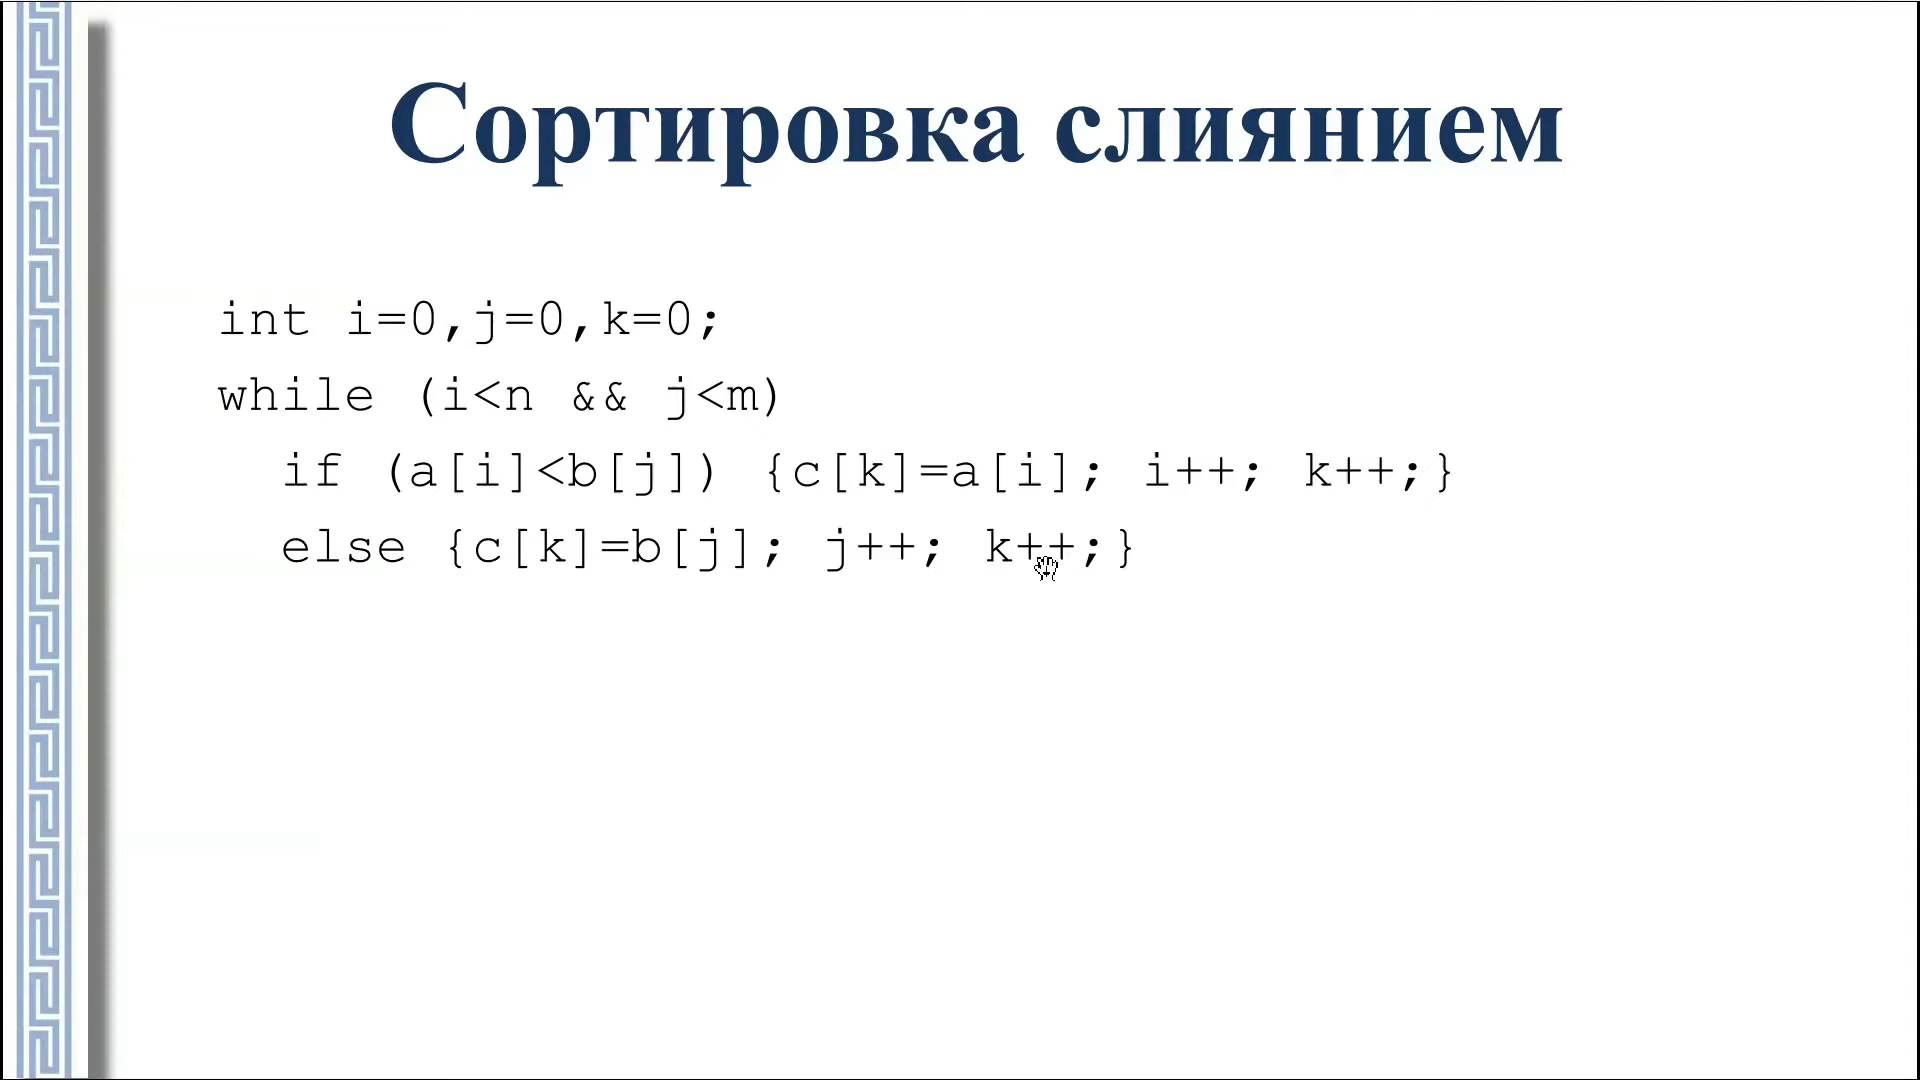 Сортировка слиянием
int i=0,j=0,k=0;
while (i<n && j<m)
if (a[i]<b[j]) {c[k]=a[i]; i++; k++;}
else {c[k]=b[j]; j++; k++;}